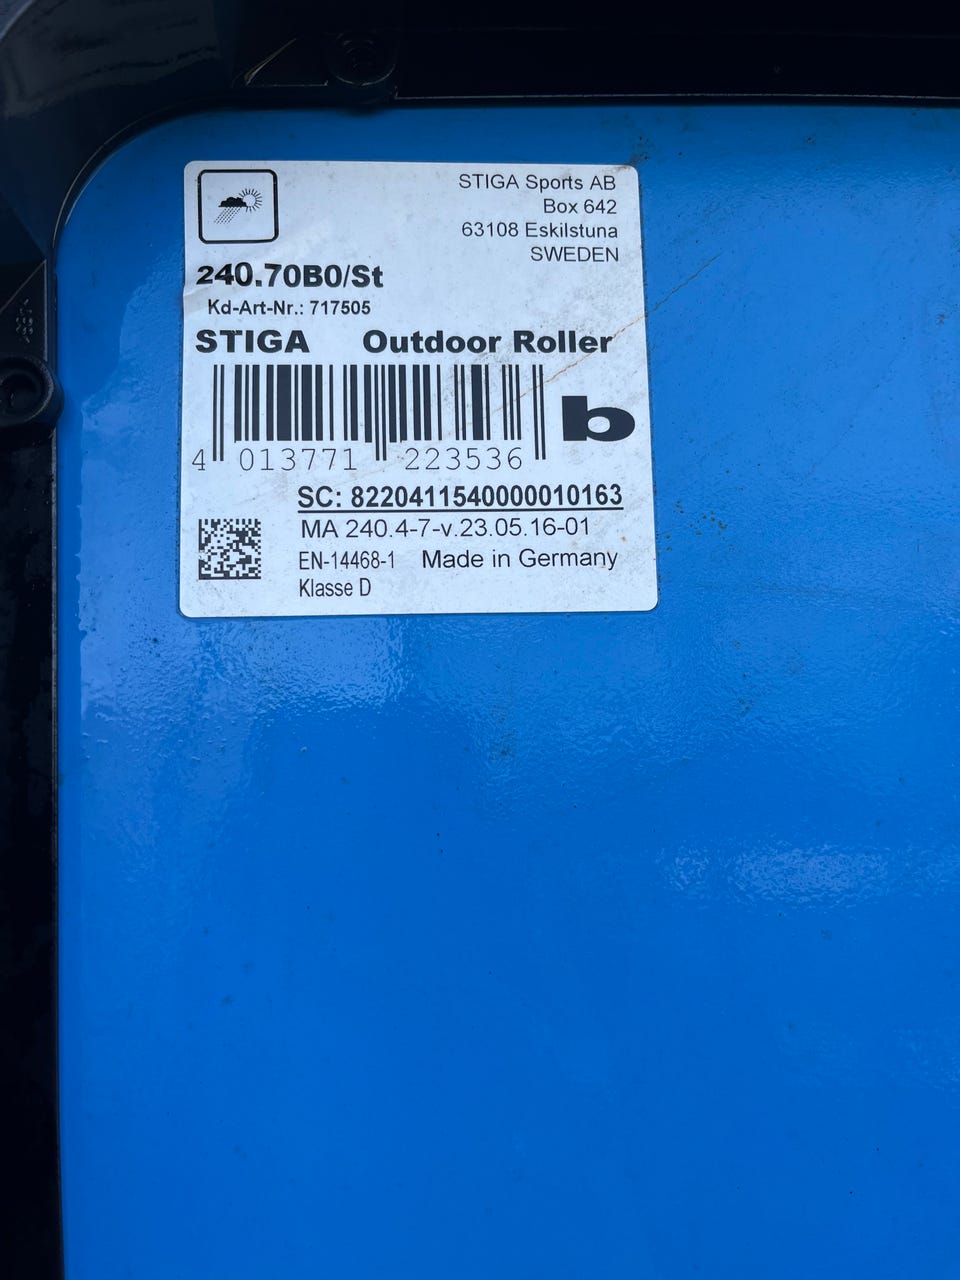 STIGA Sports AB
Box 642
63108 Eskilstuna
SWEDEN
240.70B0/St
Kd-Art-Nr.: 717505
STIGA Outdoor Roller
b
4 013771 223536
SC: 8220411540000010163
MA 240.4-7-v.23.05.16-01
EN-14468-1 Made in Germany
Klasse D